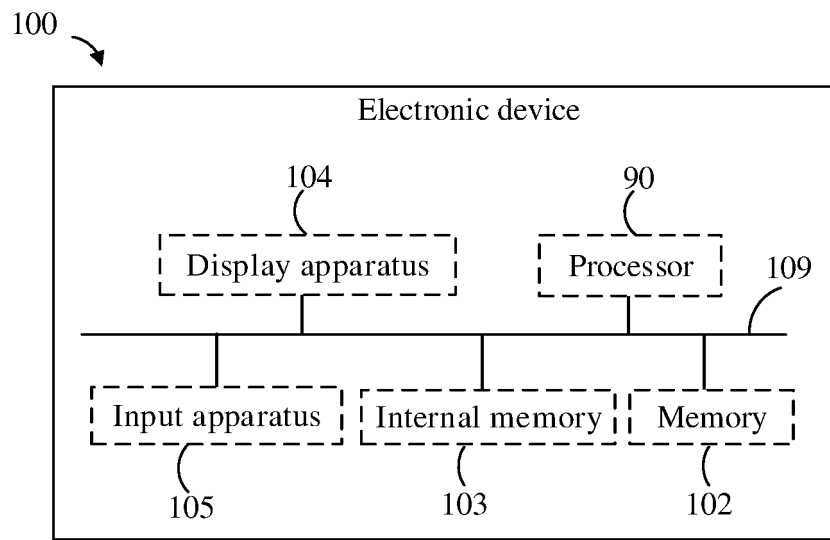 100
Electronic device
104
90
Display apparatus
Processor
109
Input apparatus
Internal memory
Memory
105
103
102